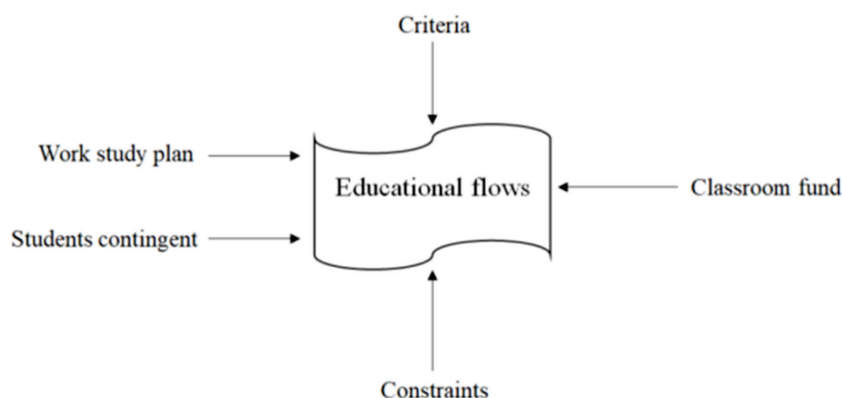 Criteria
Work study plan
Educational flows
Classroom fund
Students contingent
Constraints